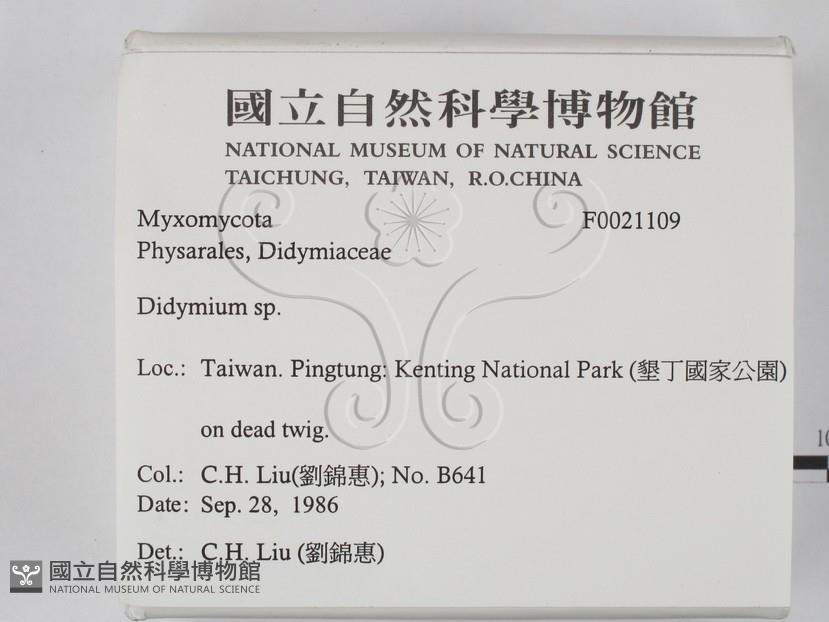 國立自然科學博物館
NATIONAL MUSEUM OF NATURAL SCIENCE
TAICHUNG, TAIWAN, R.O.CHINA
Myxomycota F0021109
Physarales, Didymiaceae
Didymium sp.
Loc.: Taiwan. Pingtung: Kenting National Park (墾丁國家公園)
on dead twig.
Col.: C.H. Liu(劉錦惠); No. B641
Date: Sep. 28, 1986
Det.: C.H. Liu (劉錦惠)
國立自然科學博物館
NATIONAL MUSEUM OF NATURAL SCIENCE